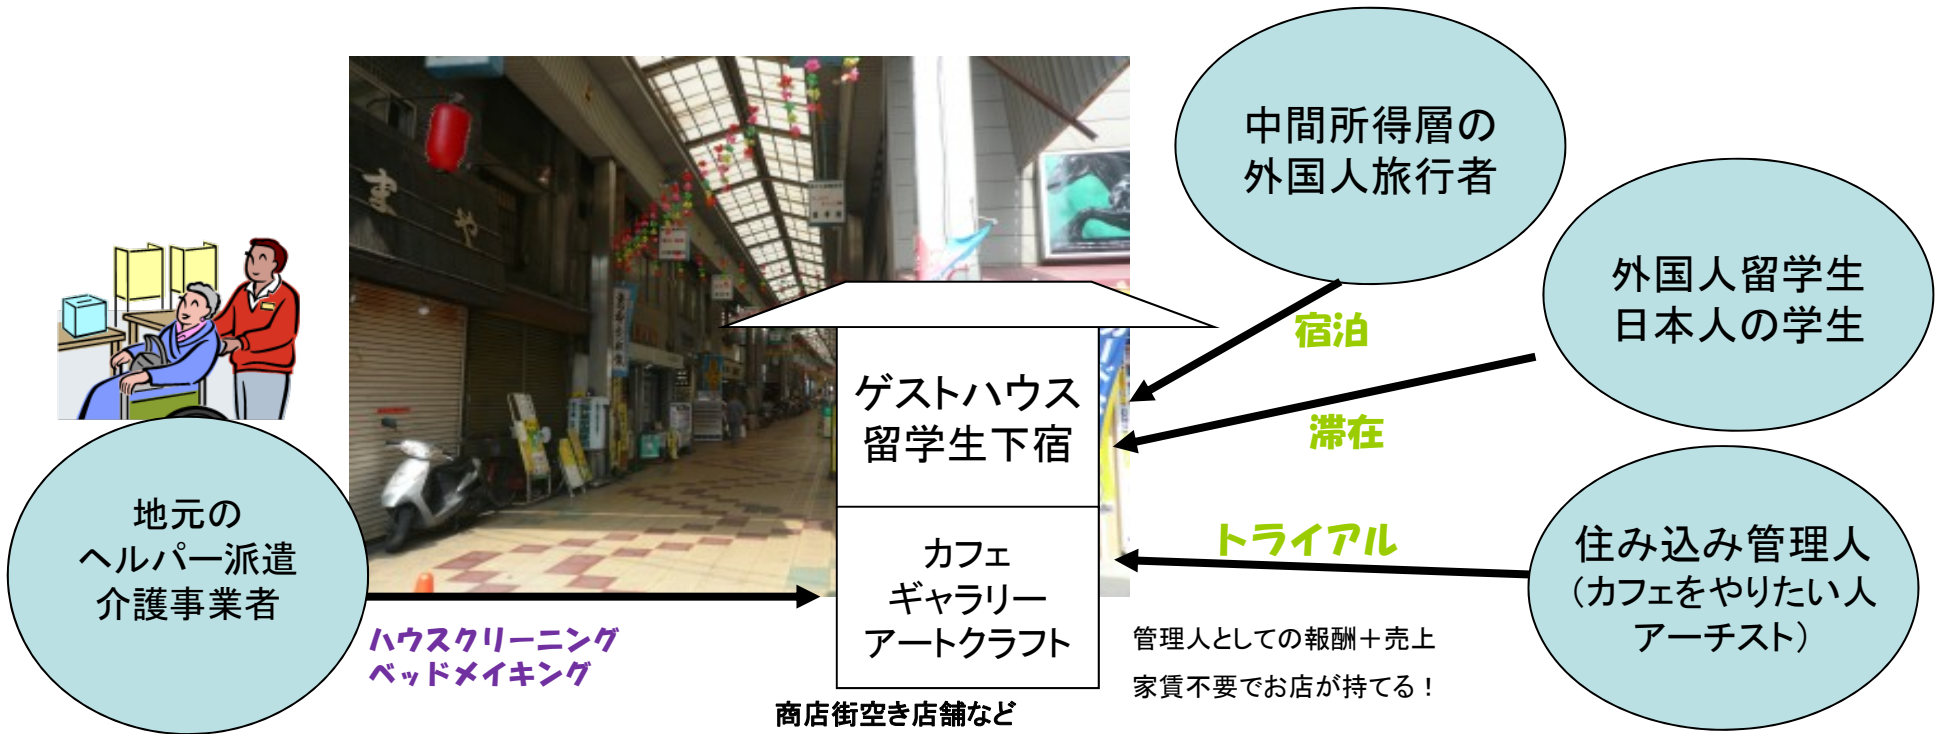 中間所得層の
外国人旅行者
外国人留学生
日本人の学生
まや
宿泊
滞在
ゲストハウス
留学生下宿
トライアル
カフェ
ギャラリー
アートクラフト
住み込み管理人
（カフェをやりたい人
アーチスト）
地元の
ヘルパー派遣
介護事業者
ハウスクリーニング
ベッドメイキング
管理人としての報酬＋売上
家賃不要でお店が持てる！
商店街空き店舗など